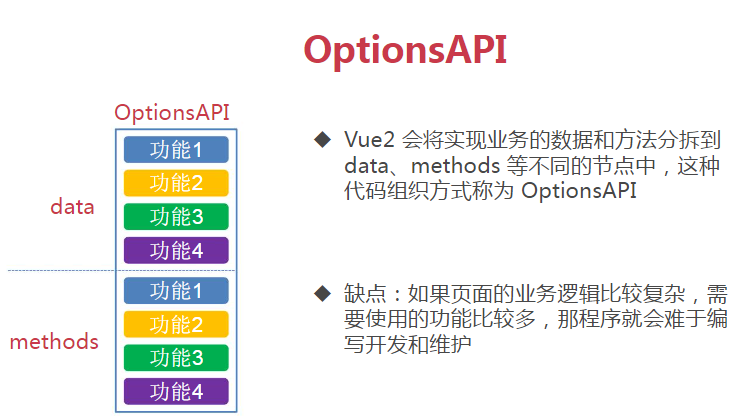 OptionsAPI
OptionsAPI
功能1
功能2
data
功能3
功能4
功能1
功能2
methods
功能3
功能4
◆ Vue2 会将实现业务的数据和方法分拆到
data、methods 等不同的节点中，这种
代码组织方式称为 OptionsAPI
◆ 缺点：如果页面的业务逻辑比较复杂，需
要使用的功能比较多，那程序就会难于编
写开发和维护